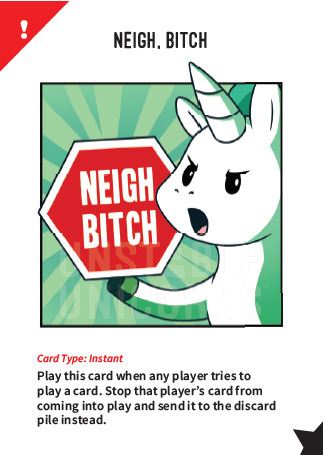 !
NEIGH, BITCH
NEIGH
BITCH
UNSTABLE
UNICORNS
Card Type: Instant
Play this card when any player tries to
play a card. Stop that player's card from
coming into play and send it to the discard
pile instead.